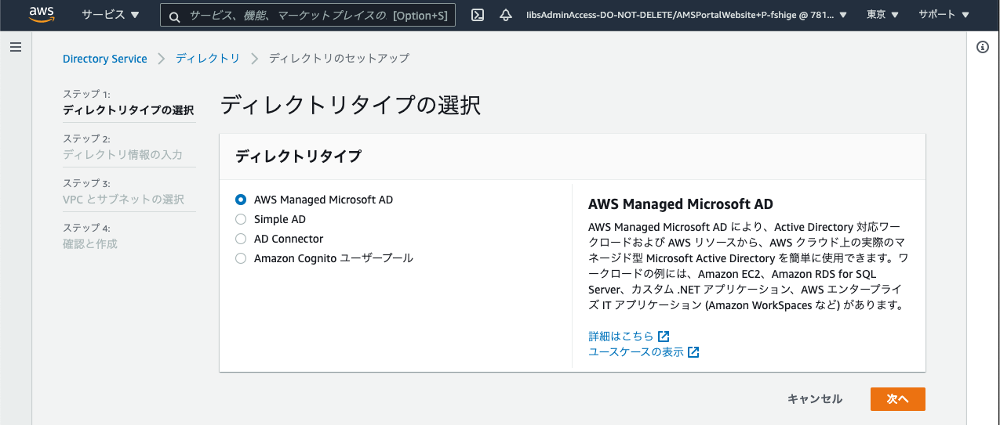 aws
サービス ▼
サービス、機能、マーケットプレイスの [Option+S]
IibsAdminAccess-DO-NOT-DELETE/AMSPortalWebsite+P-fshige @ 781... ▼
東京 ▼
サポート ▼
Directory Service > ディレクトリ > ディレクトリのセットアップ
ステップ 1:
ディレクトリタイプの選択
ステップ 2:
ディレクトリ情報の入力
ステップ 3:
VPC とサブネットの選択
ステップ 4:
確認と作成
ディレクトリタイプの選択
ディレクトリタイプ
AWS Managed Microsoft AD
Simple AD
AD Connector
Amazon Cognito ユーザープール
AWS Managed Microsoft AD
AWS Managed Microsoft AD により、Active Directory 対応ワー
クロードおよび AWS リソースから、AWS クラウド上の実際のマ
ネージド型 Microsoft Active Directory を簡単に使用できます。ワ
ークロードの例には、Amazon EC2、Amazon RDS for SQL
Server、カスタム .NET アプリケーション、AWS エンタープライ
ズ IT アプリケーション (Amazon WorkSpaces など) があります。
詳細はこちら
ユースケースの表示
キャンセル
次へ